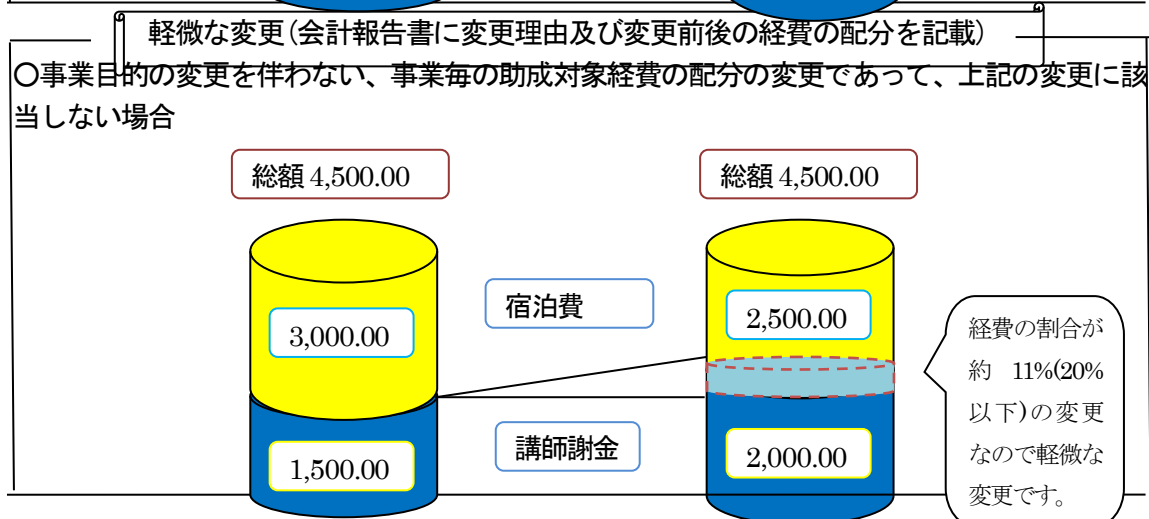 軽微な変更(会計報告書に変更理由及び変更前後の経費の配分を記載)
○事業目的の変更を伴わない、事業毎の助成対象経費の配分の変更であって、上記の変更に該
当しない場合
総額 4,500.00
総額 4,500.00
宿泊費
3,000.00
2,500.00
講師謝金
1,500.00
2,000.00
経費の割合が
約 11%(20%
以下)の変更
なので軽微な
変更です。